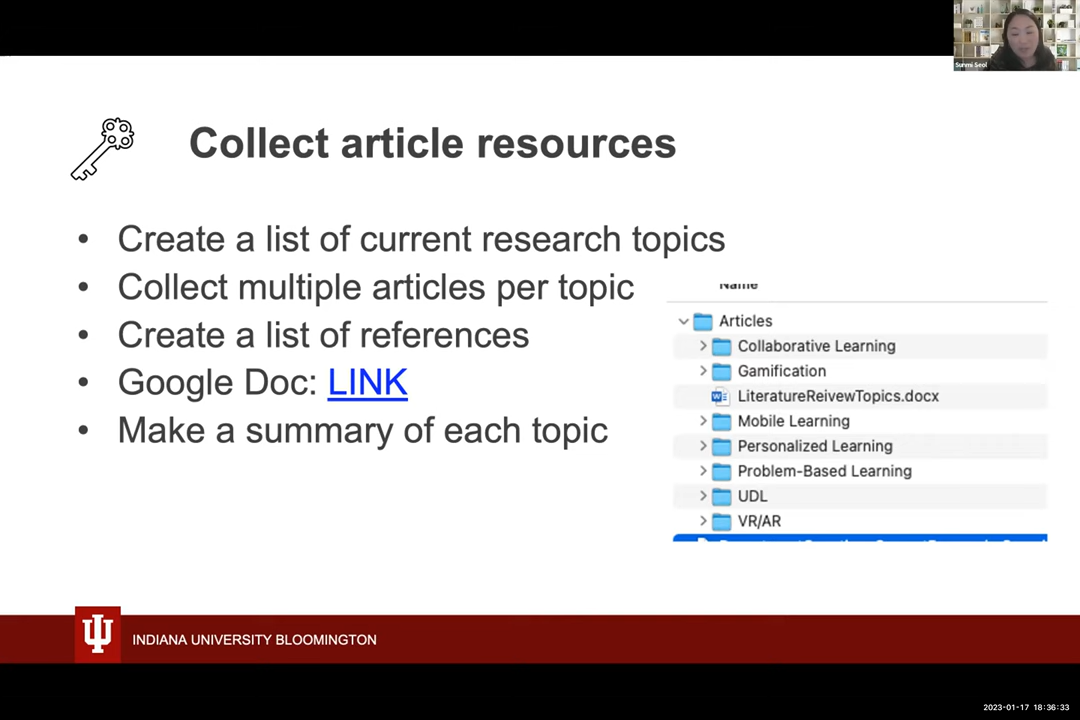 Sunmi Seol
Collect article resources
• Create a list of current research topics
• Collect multiple articles per topic
• Create a list of references
• Google Doc: LINK
• Make a summary of each topic
Name
Articles
Collaborative Learning
Gamification
LiteratureReivewTopics.docx
Mobile Learning
Personalized Learning
Problem-Based Learning
UDL
VR/AR
INDIANA UNIVERSITY BLOOMINGTON
2023-01-17 18:36:33